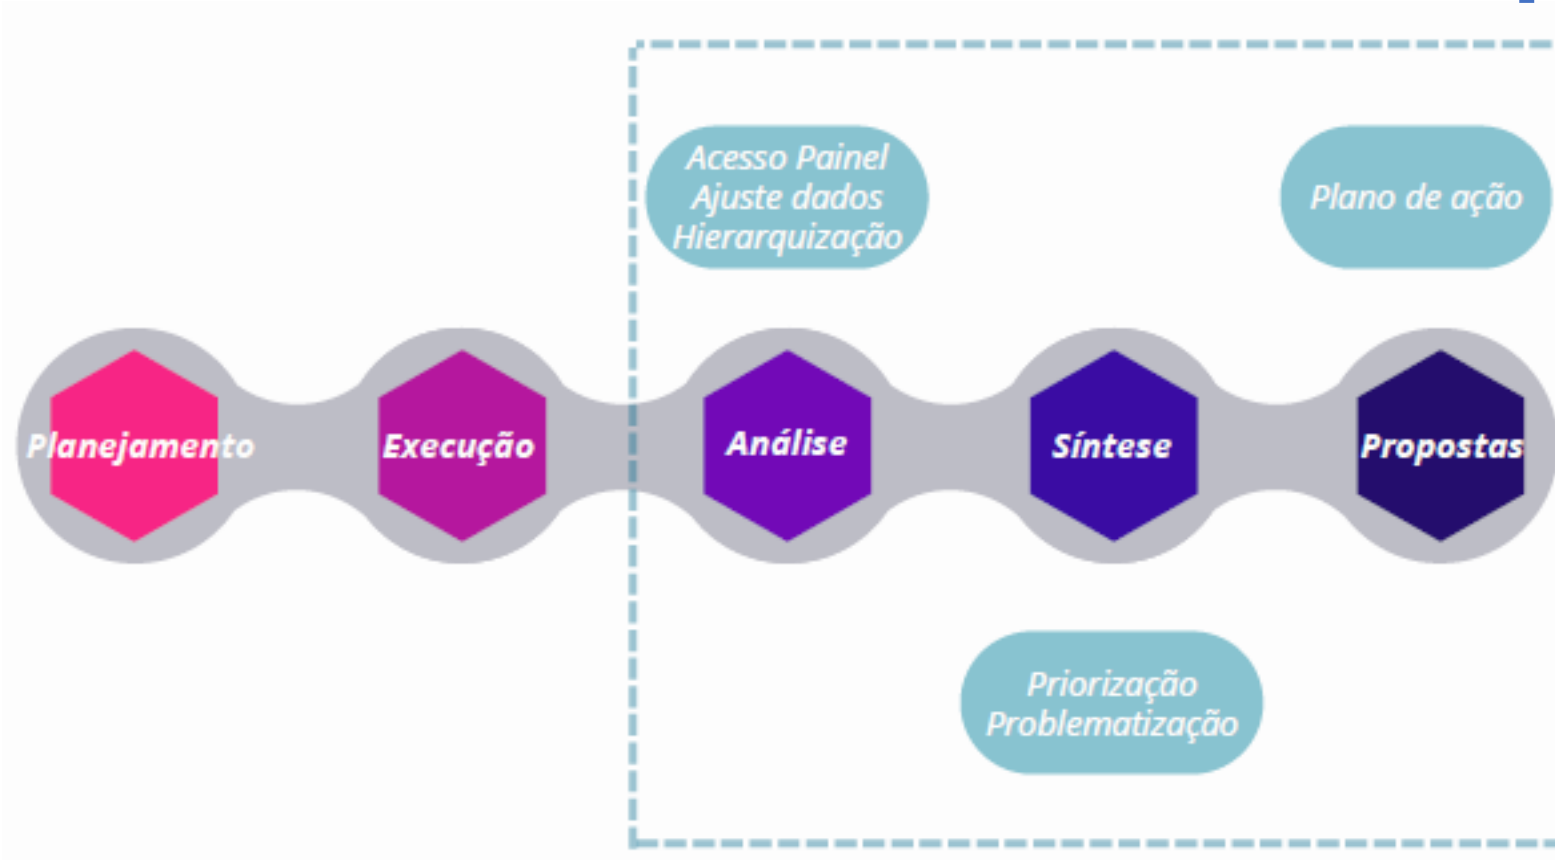 Acesso Painel
Ajuste dados
Hierarquização
Plano de ação
Planejamento
Execução
Análise
Síntese
Propostas
Priorização
Problematização